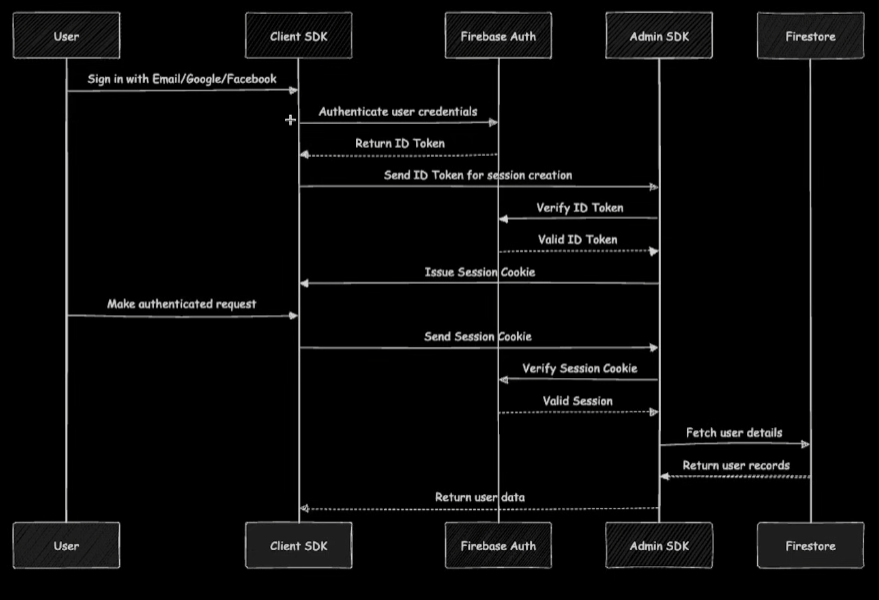 User
Client SDK
Firebase Auth
Admin SDK
Firestore
Sign in with Email/Google/Facebook
Authenticate user credentials
Return ID Token
Send ID Token for session creation
Verify ID Token
Valid ID Token
Issue Session Cookie
Make authenticated request
Send Session Cookie
Verify Session Cookie
Valid Session
Fetch user details
Return user records
Return user data
User
Client SDK
Firebase Auth
Admin SDK
Firestore